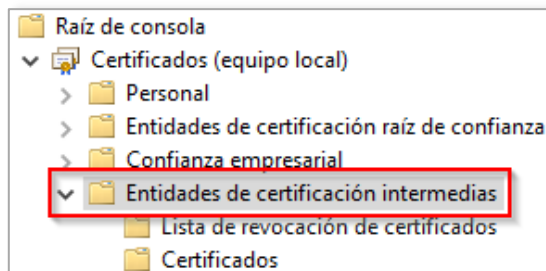 Raíz de consola
Certificados (equipo local)
Personal
Entidades de certificación raíz de confianza
Confianza empresarial
Entidades de certificación intermedias
Lista de revocación de certificados
Certificados